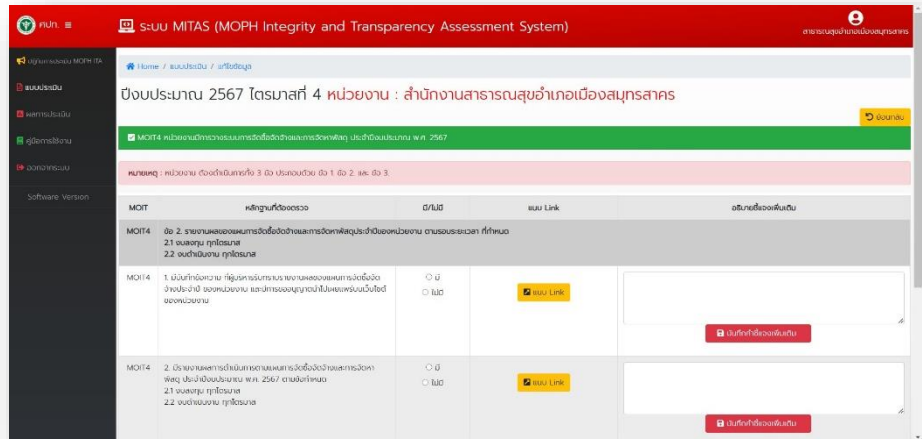 ศปท.
ระบบ MITAS (MOPH Integrity and Transparency Assessment System)
สาธารณสุขอำเภอเมืองสมุทรสาคร
ปฏิทินการประเมิน MOPH ITA
แบบประเมิน
ผลการประเมิน
คู่มือการใช้งาน
ออกจากระบบ
Software Version
Home / แบบประเมิน / แก้ไขข้อมูล
ปีงบประมาณ 2567 ไตรมาสที่ 4 หน่วยงาน : สำนักงานสาธารณสุขอำเภอเมืองสมุทรสาคร
ย้อนกลับ
MOIT4 หน่วยงานมีการวางระบบการจัดซื้อจัดจ้างและการจัดหาพัสดุ ประจำปีงบประมาณ พ.ศ. 2567
หมายเหตุ : หน่วยงาน ต้องดำเนินการทั้ง 3 ข้อ ประกอบด้วย ข้อ 1. ข้อ 2. และ ข้อ 3.
MOIT หลักฐานที่ต้องตรวจ มี/ไม่มี แนบ Link อธิบายชี้แจงเพิ่มเติม
MOIT4 ข้อ 2. รายงานผลของแผนการจัดซื้อจัดจ้างและการจัดหาพัสดุประจำปีของหน่วยงาน ตามรอบระยะเวลา ที่กำหนด
2.1 งบลงทุน ทุกไตรมาส
2.2 งบดำเนินงาน ทุกไตรมาส
MOIT4 1. มีบันทึกข้อความ ที่ผู้บริหารรับทราบรายงานผลของแผนการจัดซื้อจัด
จ้างประจำปี ของหน่วยงาน และมีการขออนุญาตนำไปเผยแพร่บนเว็บไซต์
ของหน่วยงาน
มี
ไม่มี
แนบ Link
บันทึกคำชี้แจงเพิ่มเติม
MOIT4 2. มีรายงานผลการดำเนินการตามแผนการจัดซื้อจัดจ้างและการจัดหา
พัสดุ ประจำปีงบประมาณ พ.ศ. 2567 ตามข้อกำหนด
2.1 งบลงทุน ทุกไตรมาส
2.2 งบดำเนินงาน ทุกไตรมาส
มี
ไม่มี
แนบ Link
บันทึกคำชี้แจงเพิ่มเติม